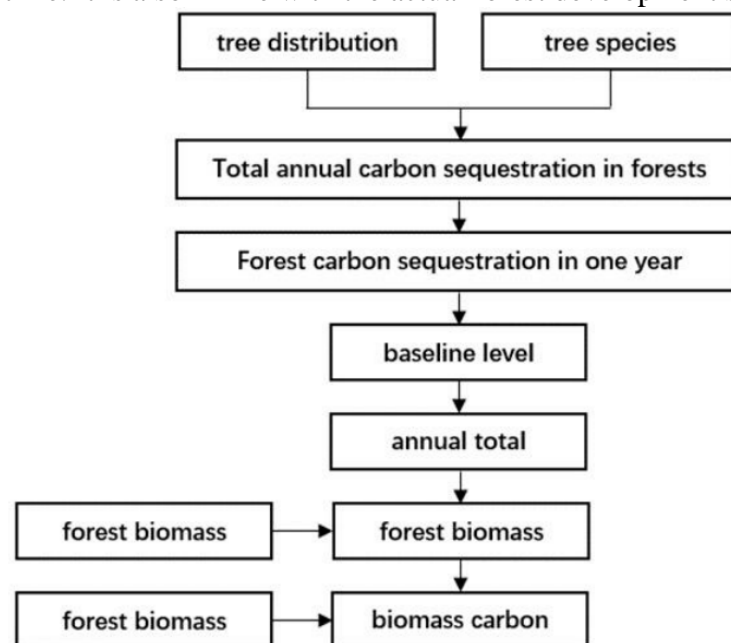 tree distribution
tree species
Total annual carbon sequestration in forests
Forest carbon sequestration in one year
baseline level
annual total
forest biomass
forest biomass
forest biomass
biomass carbon